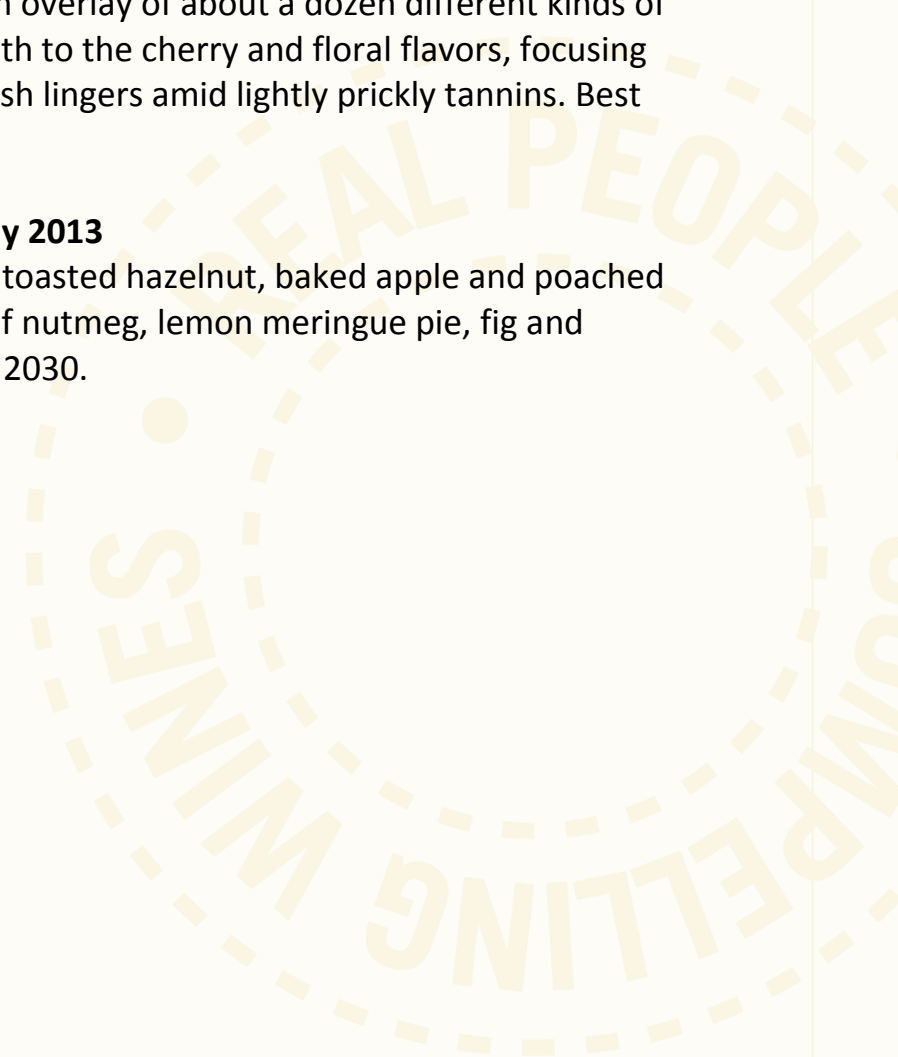 n overlay of about a dozen different kinds of
th to the cherry and floral flavors, focusing
sh lingers amid lightly prickly tannins. Best
y 2013
toasted hazelnut, baked apple and poached
f nutmeg, lemon meringue pie, fig and
2030.
• REAL PEOPLE
COMPELLING WINES